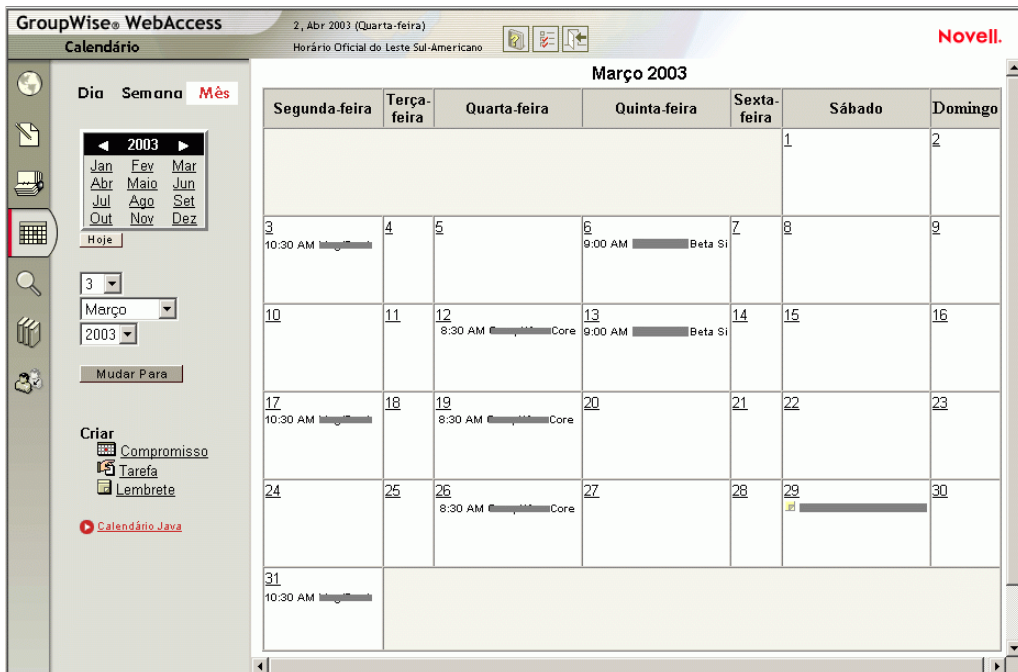 GroupWise® WebAccess
Calendário
2, Abr 2003 (Quarta-feira)
Horário Oficial do Leste Sul-Americano
Novell.
Dia Semana Mês
2003
Jan Fev Mar
Abr Maio Jun
Jul Ago Set
Out Nov Dez
Hoje
3
Março
2003
Mudar Para
Criar
Compromisso
Tarefa
Lembrete
Calendário Java
Março 2003
Segunda-feira Terça-feira Quarta-feira Quinta-feira Sexta-feira Sábado Domingo
1 2
3 4 5 6 7 8 9
10:30 AM 9:00 AM Beta Si
10 11 12 13 14 15 16
8:30 AM Core 9:00 AM Beta Si
17 18 19 20 21 22 23
10:30 AM 8:30 AM Core
24 25 26 27 28 29 30
8:30 AM Core
31
10:30 AM